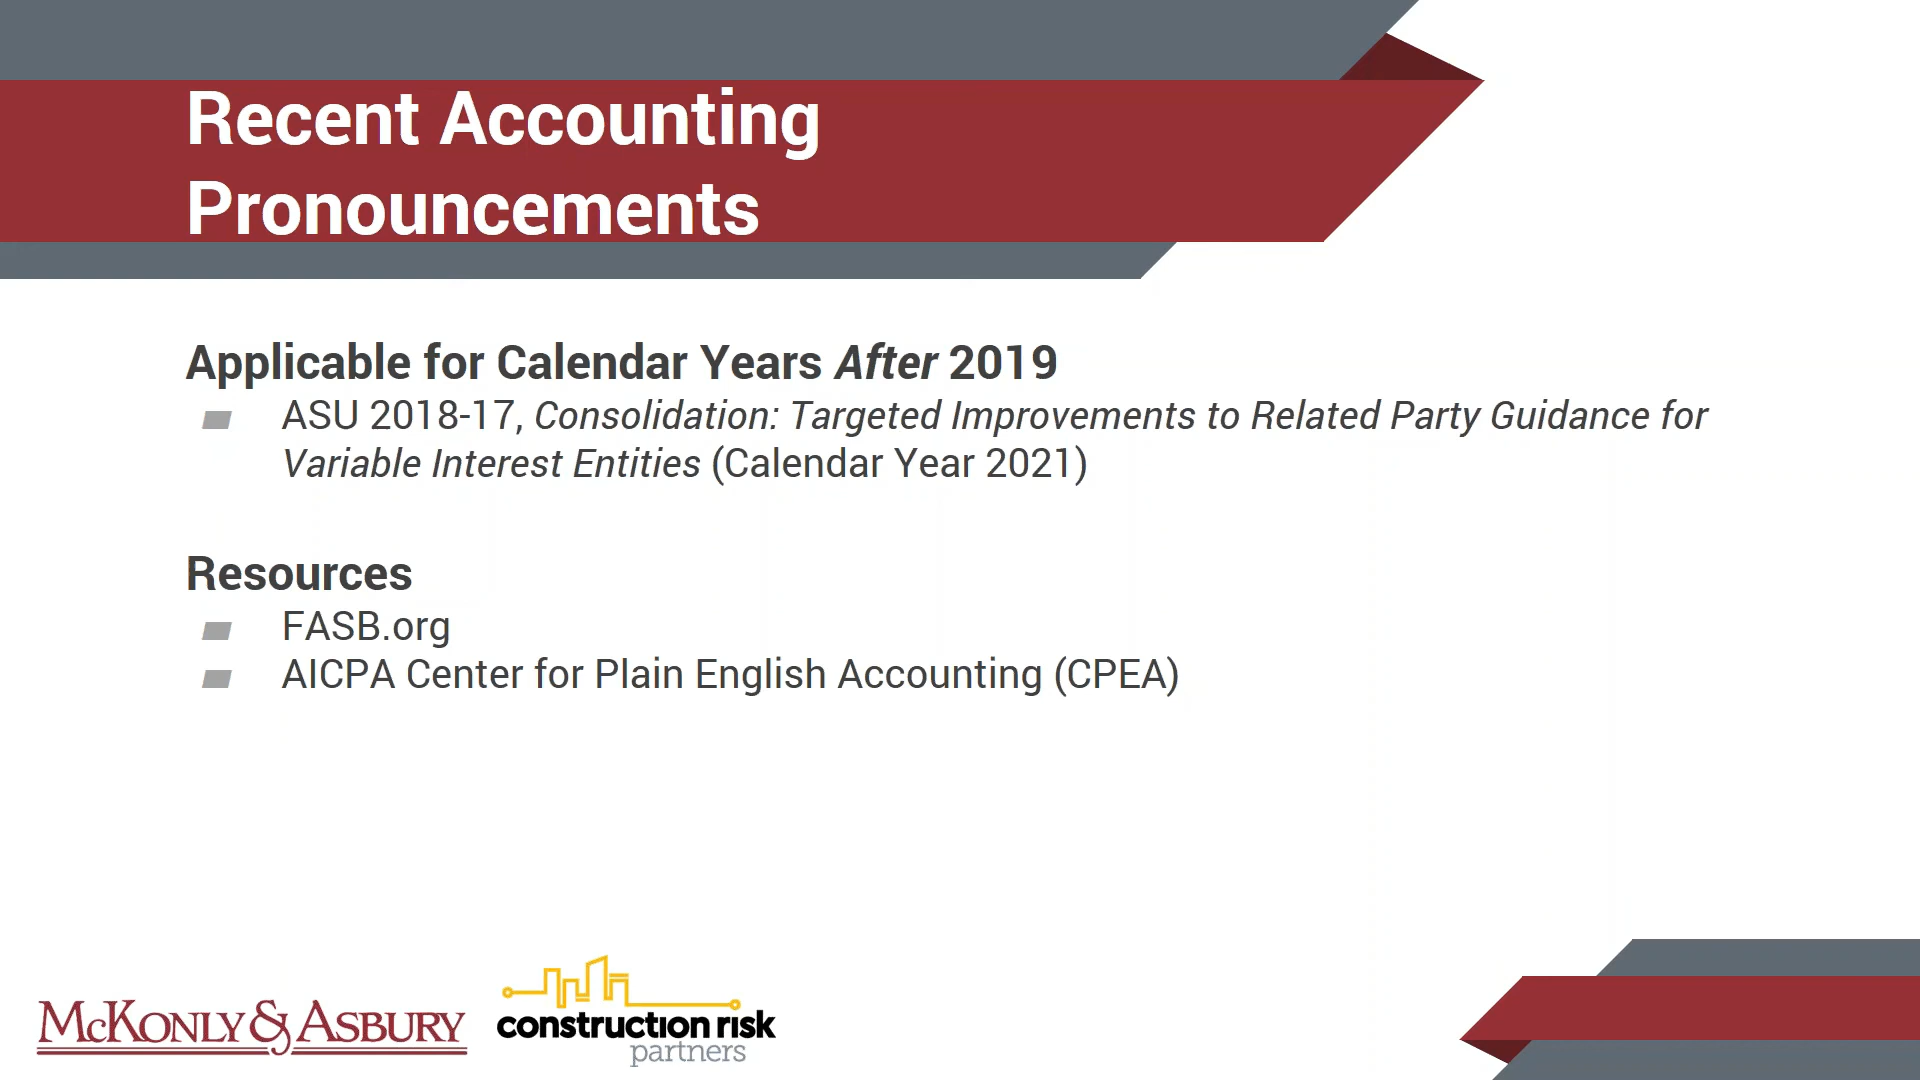 Recent Accounting
Pronouncements
Applicable for Calendar Years After 2019
ASU 2018-17, Consolidation: Targeted Improvements to Related Party Guidance for
Variable Interest Entities (Calendar Year 2021)
Resources
FASB.org
AICPA Center for Plain English Accounting (CPEA)
McKonly & Asbury
construction risk
partners